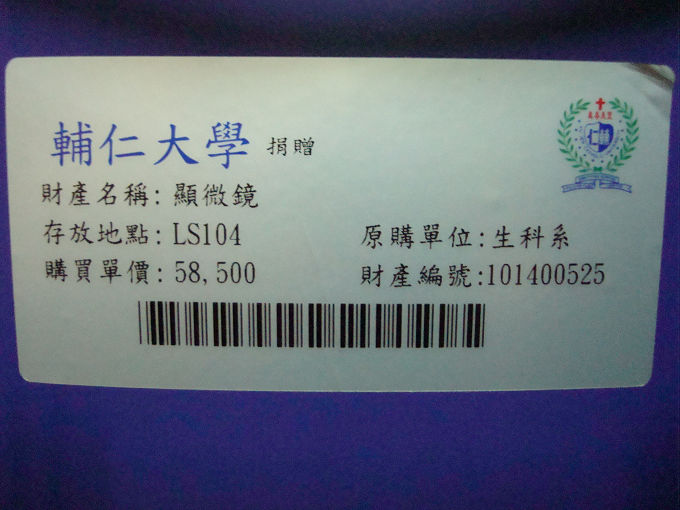 輔仁大學 捐贈
財產名稱: 顯微鏡
存放地點: LS104 原購單位: 生科系
購買單價: 58,500 財產編號:101400525